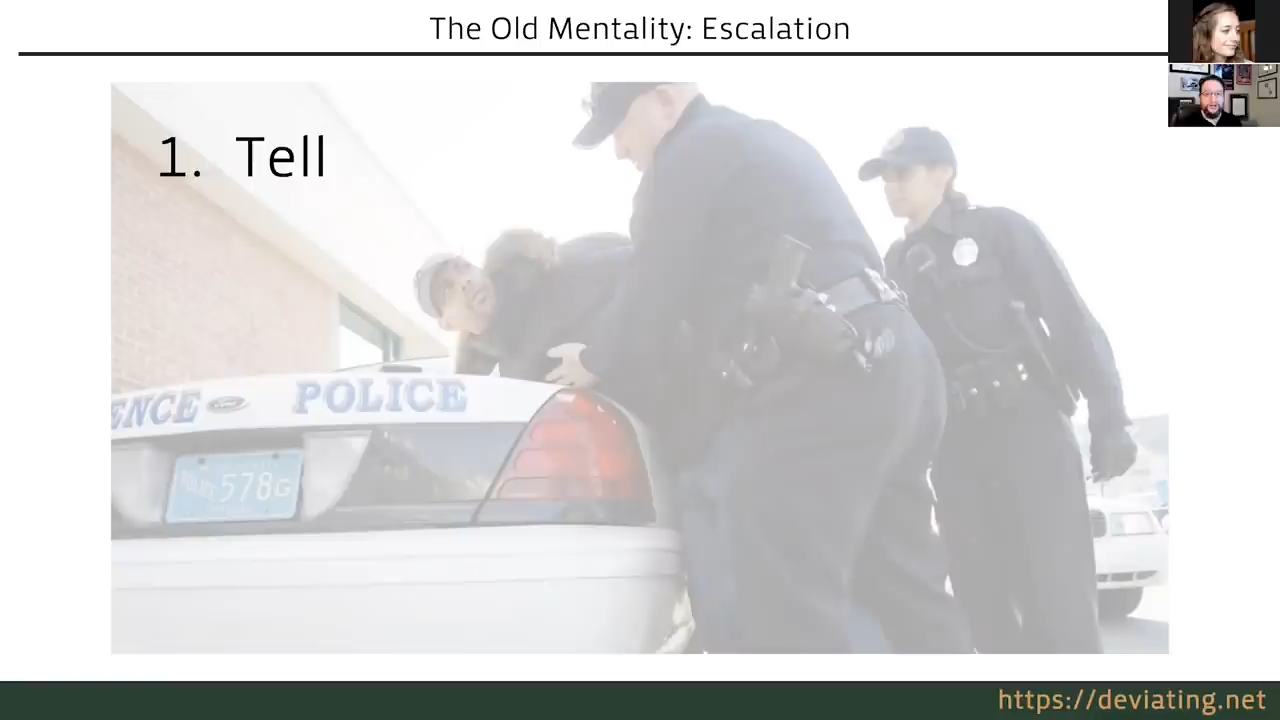 The Old Mentality: Escalation
1. Tell
ENCE
POLICE
578G
https://deviating.net